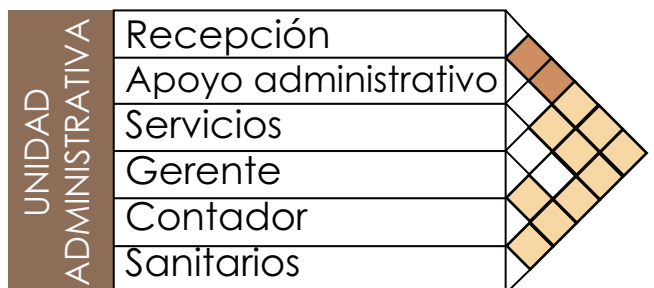 UNIDAD
ADMINISTRATIVA
Recepción
Apoyo administrativo
Servicios
Gerente
Contador
Sanitarios